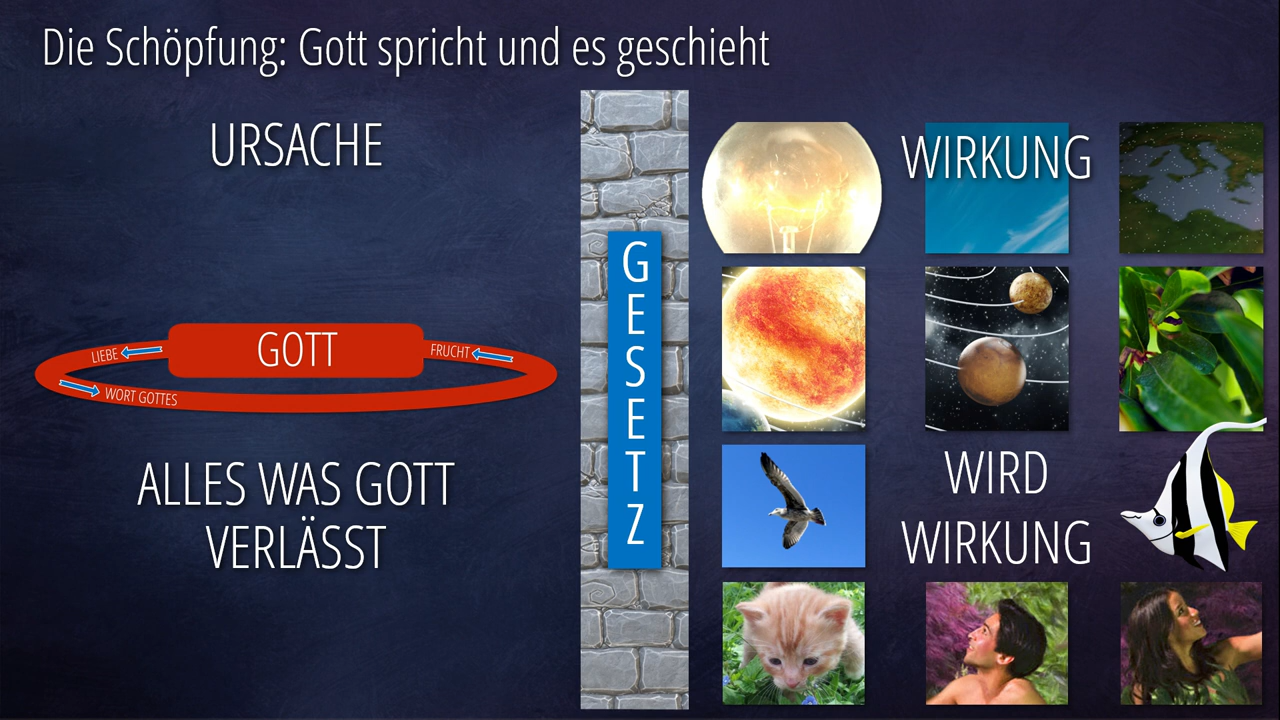 Die Schöpfung: Gott spricht und es geschieht
URSACHE
GOTT
LIEBE
FRUCHT
WORT GOTTES
ALLES WAS GOTT
VERLÄSST
GESETZ
WIRKUNG
WIRD
WIRKUNG